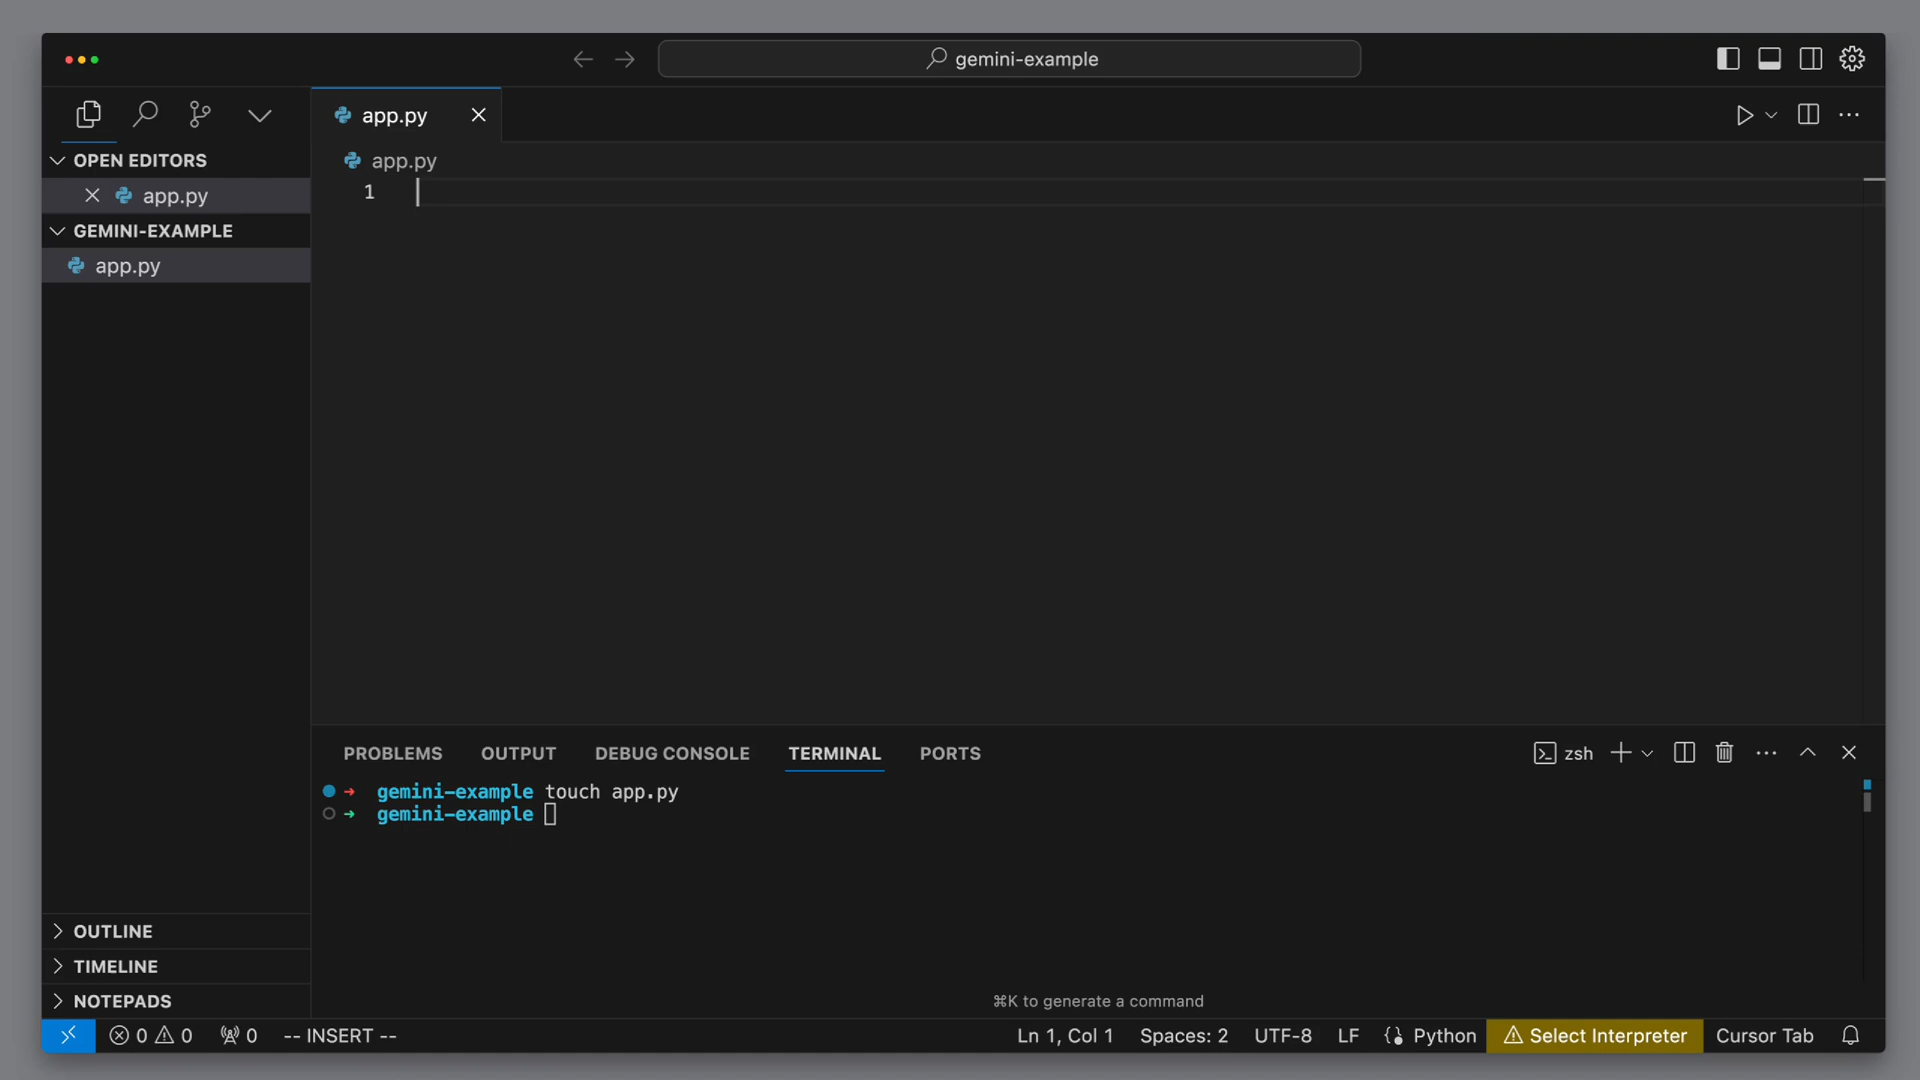 gemini-example
app.py
OPEN EDITORS
app.py
app.py
1
GEMINI-EXAMPLE
app.py
PROBLEMS OUTPUT DEBUG CONSOLE TERMINAL PORTS zsh
gemini-example touch app.py
gemini-example
OUTLINE
TIMELINE
NOTEPADS
⌘K to generate a command
0 0 0 -- INSERT -- Ln 1, Col 1 Spaces: 2 UTF-8 LF Python Select Interpreter Cursor Tab